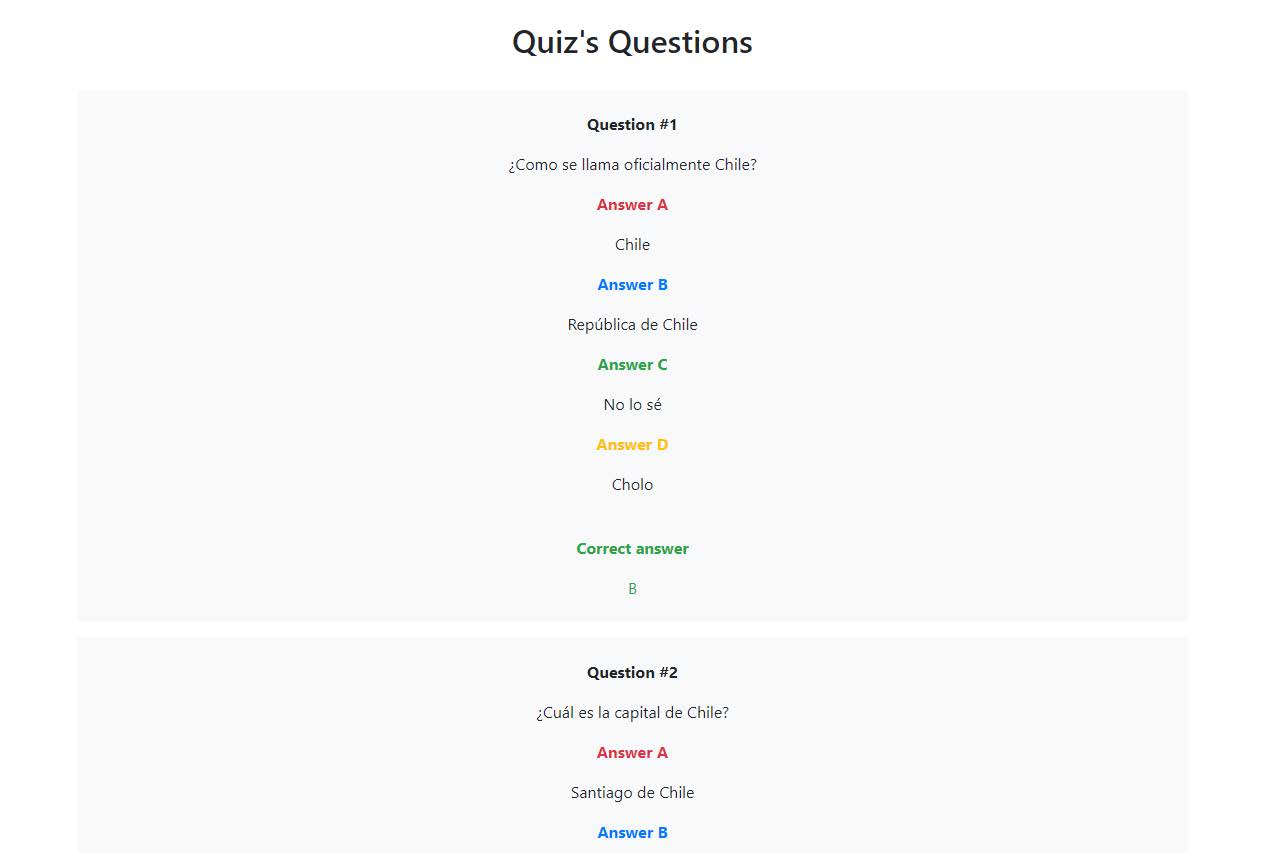 Quiz's Questions
Question #1
¿Como se llama oficialmente Chile?
Answer A
Chile
Answer B
República de Chile
Answer C
No lo sé
Answer D
Cholo
Correct answer
B
Question #2
¿Cuál es la capital de Chile?
Answer A
Santiago de Chile
Answer B